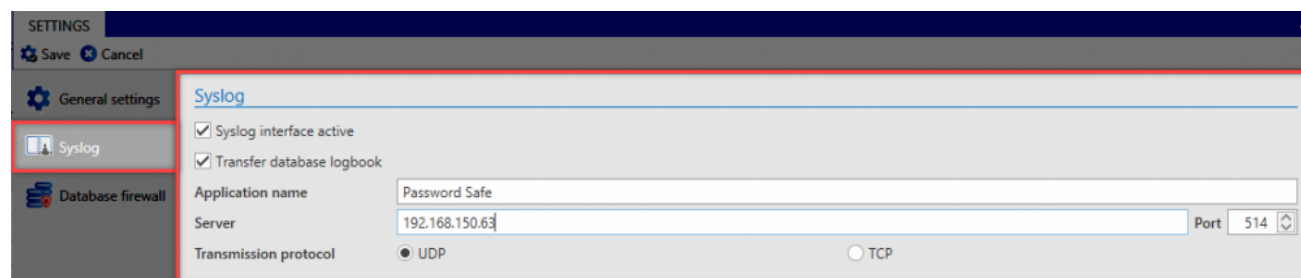 SETTINGS
Save Cancel
General settings
Syslog
Database firewall
Syslog
Syslog interface active
Transfer database logbook
Application name Password Safe
Server 192.168.150.63 Port 514
Transmission protocol UDP TCP